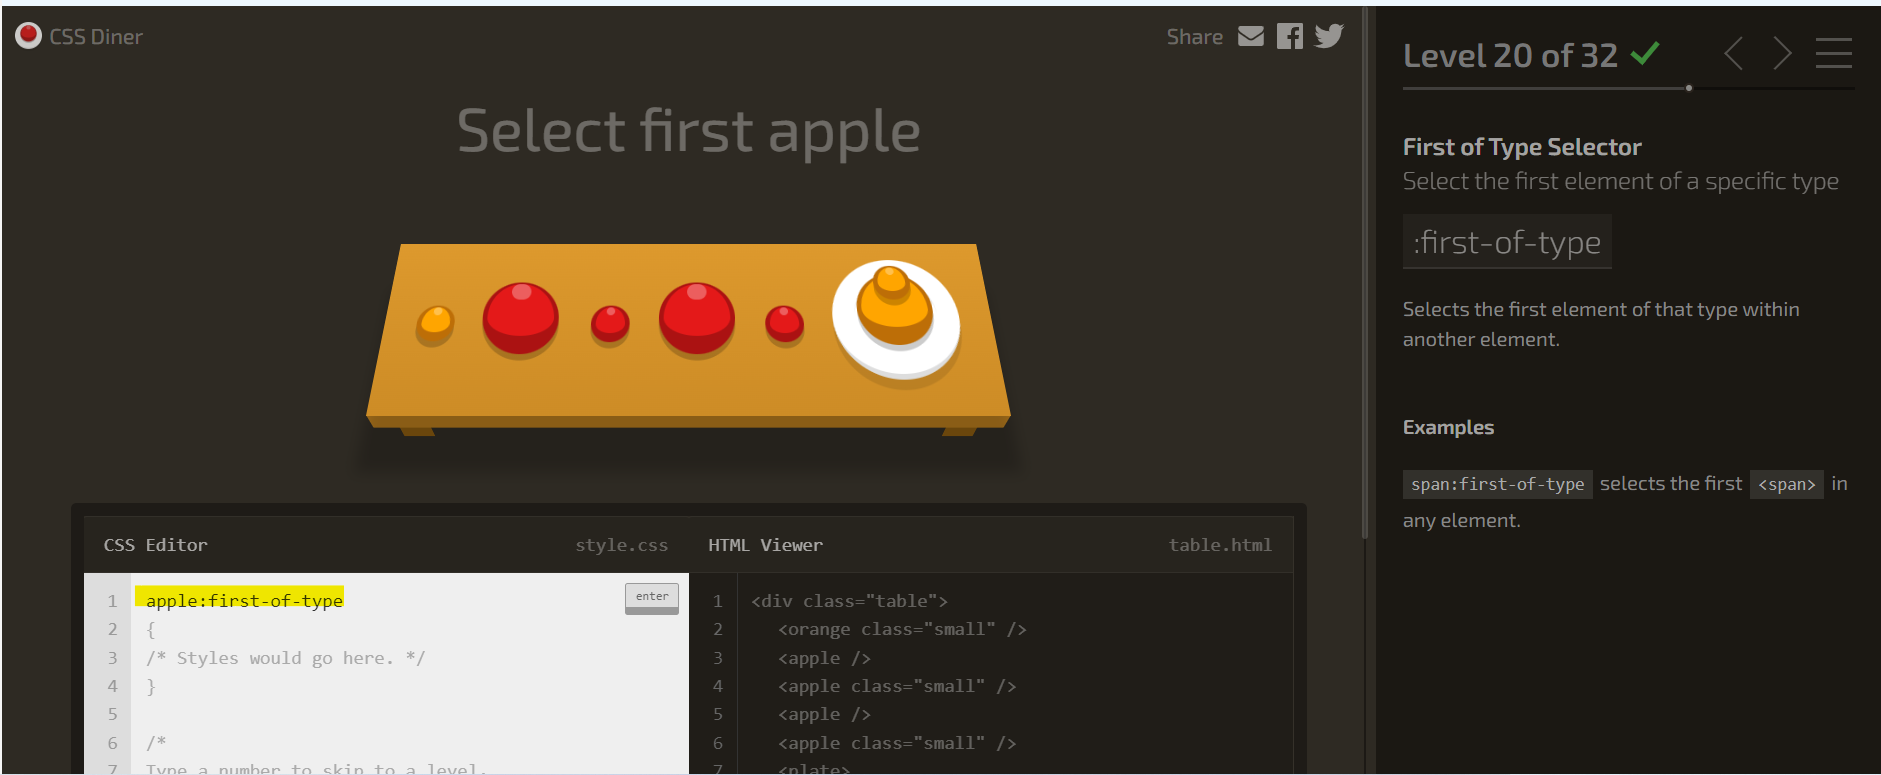 CSS Diner
Share
Select first apple
CSS Editor
style.css
1 apple:first-of-type
enter
2 {
3 /* Styles would go here. */
4 }
5
6 /*
7 Type a number to skip to a level.
HTML Viewer
table.html
1 <div class="table">
2 <orange class="small" />
3 <apple />
4 <apple class="small" />
5 <apple />
6 <apple class="small" />
7 <plate>
Level 20 of 32
First of Type Selector
Select the first element of a specific type
:first-of-type
Selects the first element of that type within
another element.
Examples
span:first-of-type selects the first <span> in
any element.